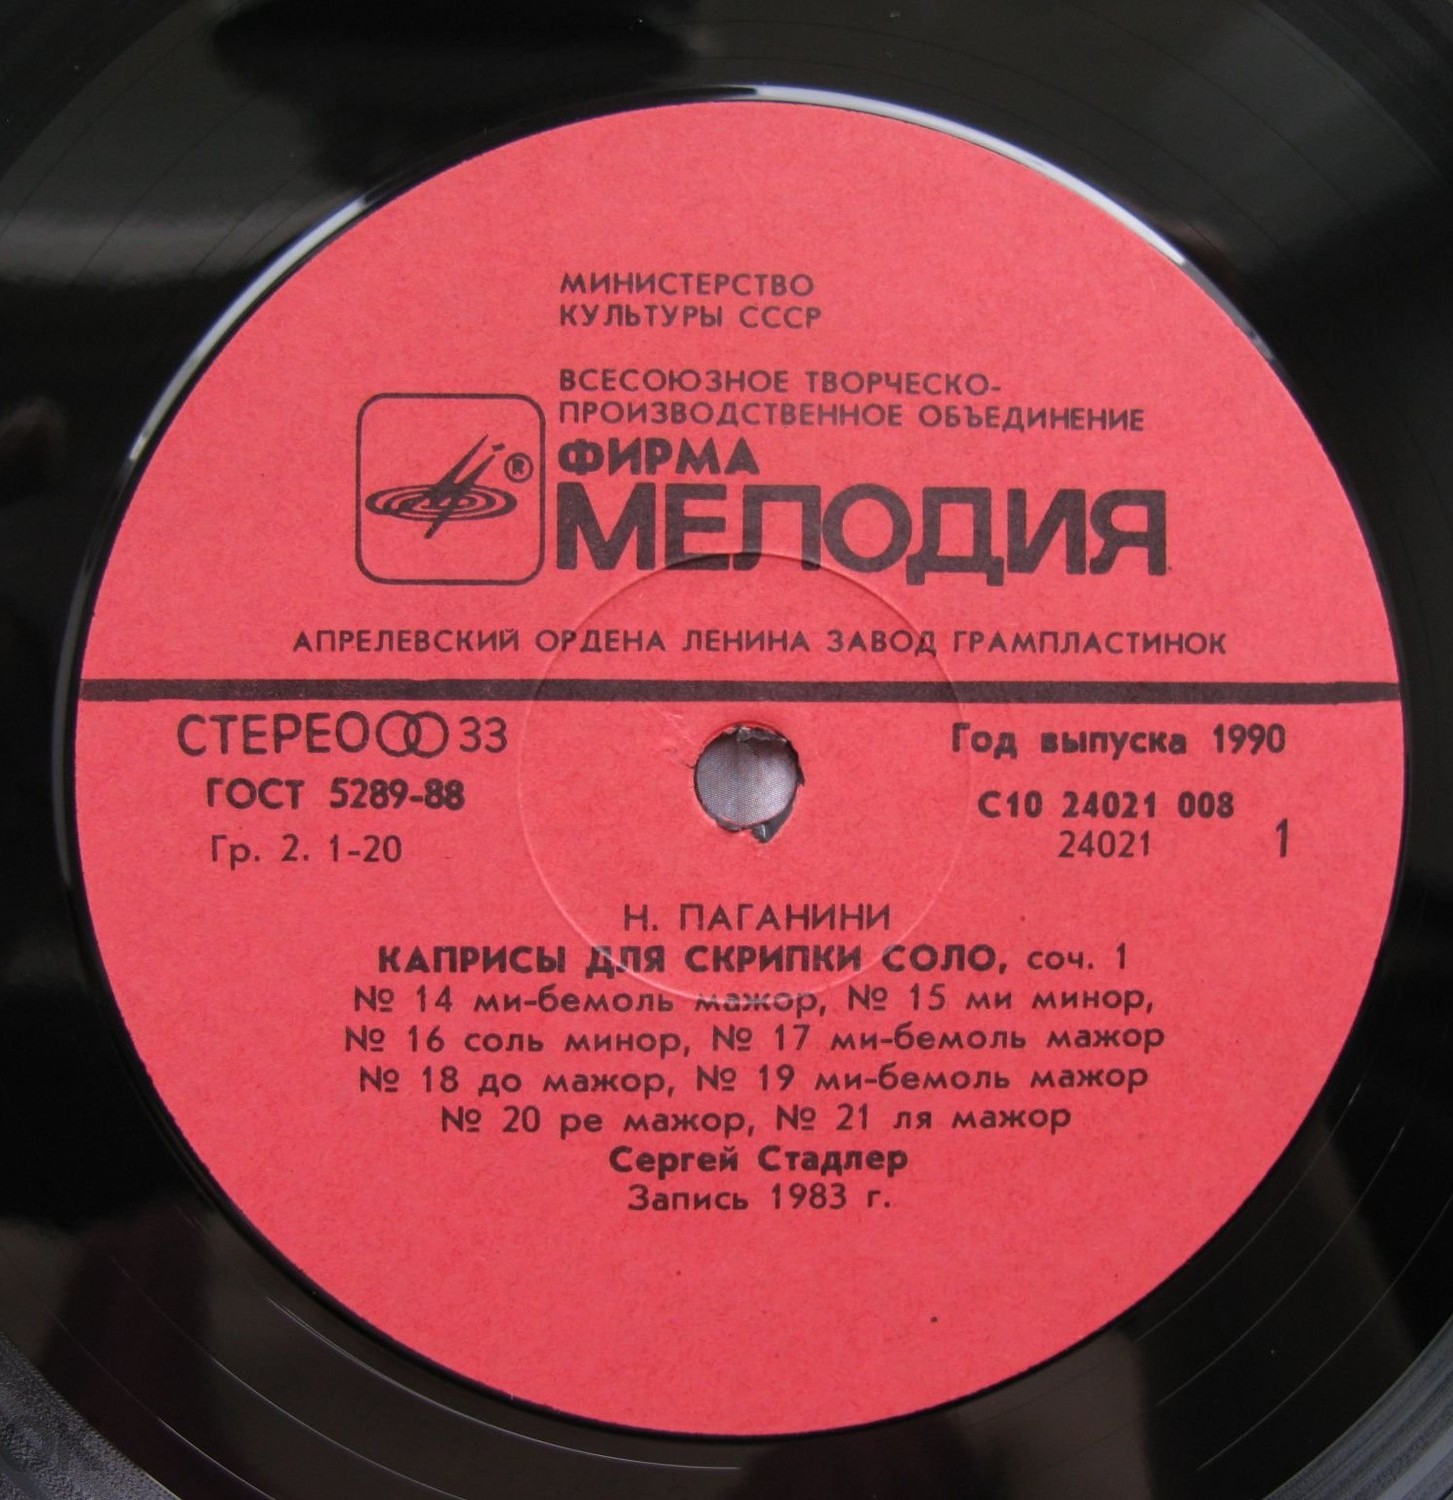 МИНИСТЕРСТВО
КУЛЬТУРЫ СССР
ВСЕСОЮЗНОЕ ТВОРЧЕСКО-
ПРОИЗВОДСТВЕННОЕ ОБЪЕДИНЕНИЕ
ФИРМА
®
МЕЛОДИЯ
АПРЕЛЕВСКИЙ ОРДЕНА ЛЕНИНА ЗАВОД ГРАМПЛАСТИНОК
СТЕРЕО 33
Год выпуска 1990
ГОСТ 5289-88
С10 24021 008
Гр. 2. 1-20
24021
1
Н. ПАГАНИНИ
КАПРИСЫ ДЛЯ СКРИПКИ СОЛО, соч. 1
№ 14 ми-бемоль мажор, № 15 ми минор,
№ 16 соль минор, № 17 ми-бемоль мажор
№ 18 до мажор, № 19 ми-бемоль мажор
№ 20 ре мажор, № 21 ля мажор
Сергей Стадлер
Запись 1983 г.